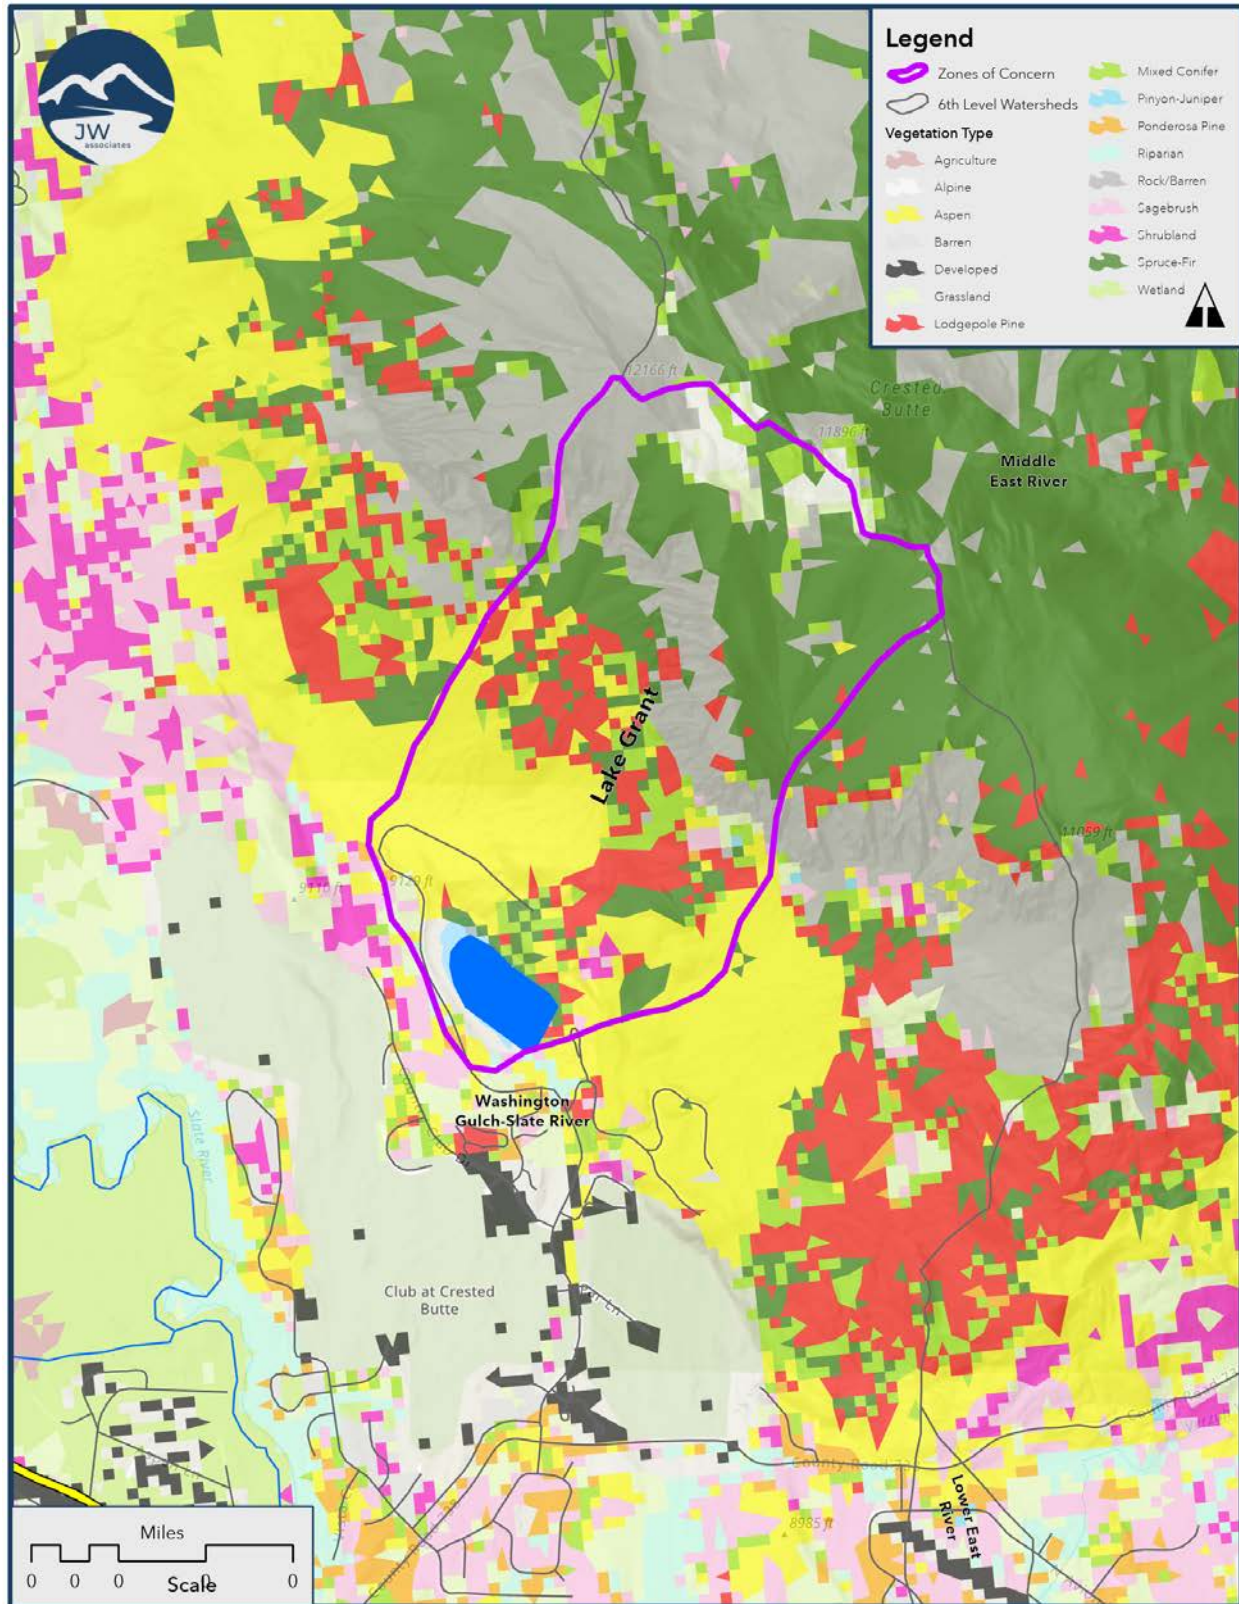 JW
associates
Legend
Zones of Concern
6th Level Watersheds
Vegetation Type
Agriculture
Alpine
Aspen
Barren
Developed
Grassland
Lodgepole Pine
Mixed Conifer
Pinyon-Juniper
Ponderosa Pine
Riparian
Rock/Barren
Sagebrush
Shrubland
Spruce-Fir
Wetland
12166 ft
Crested
Butte
11896 ft
Middle
East River
Lake Grant
11059 ft
9110 ft
9120 ft
Washington
Gulch-Slate River
Slate River
Club at Crested
Butte
Lower East
River
8985 ft
Miles
0 0 0 0 0
Scale